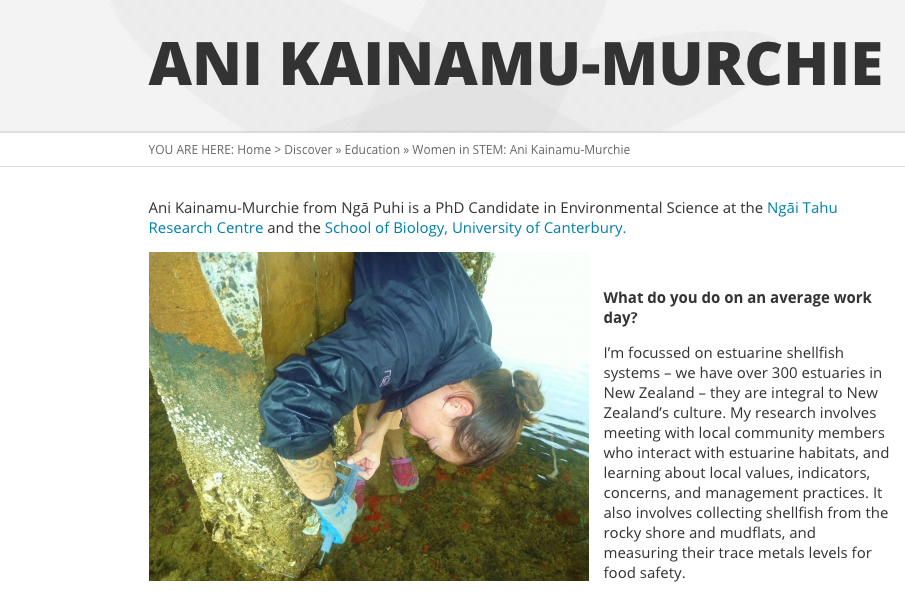 ANI KAINAMU-MURCHIE
YOU ARE HERE: Home > Discover » Education » Women in STEM: Ani Kainamu-Murchie
Ani Kainamu-Murchie from Ngā Puhi is a PhD Candidate in Environmental Science at the Ngāi Tahu
Research Centre and the School of Biology, University of Canterbury.
What do you do on an average work
day?
I’m focussed on estuarine shellfish
systems – we have over 300 estuaries in
New Zealand – they are integral to New
Zealand’s culture. My research involves
meeting with local community members
who interact with estuarine habitats, and
learning about local values, indicators,
concerns, and management practices. It
also involves collecting shellfish from the
rocky shore and mudflats, and
measuring their trace metals levels for
food safety.